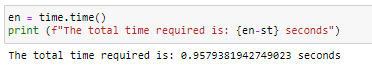 en = time.time()
print (f"The total time required is: {en-st} seconds")
The total time required is: 0.9579381942749023 seconds